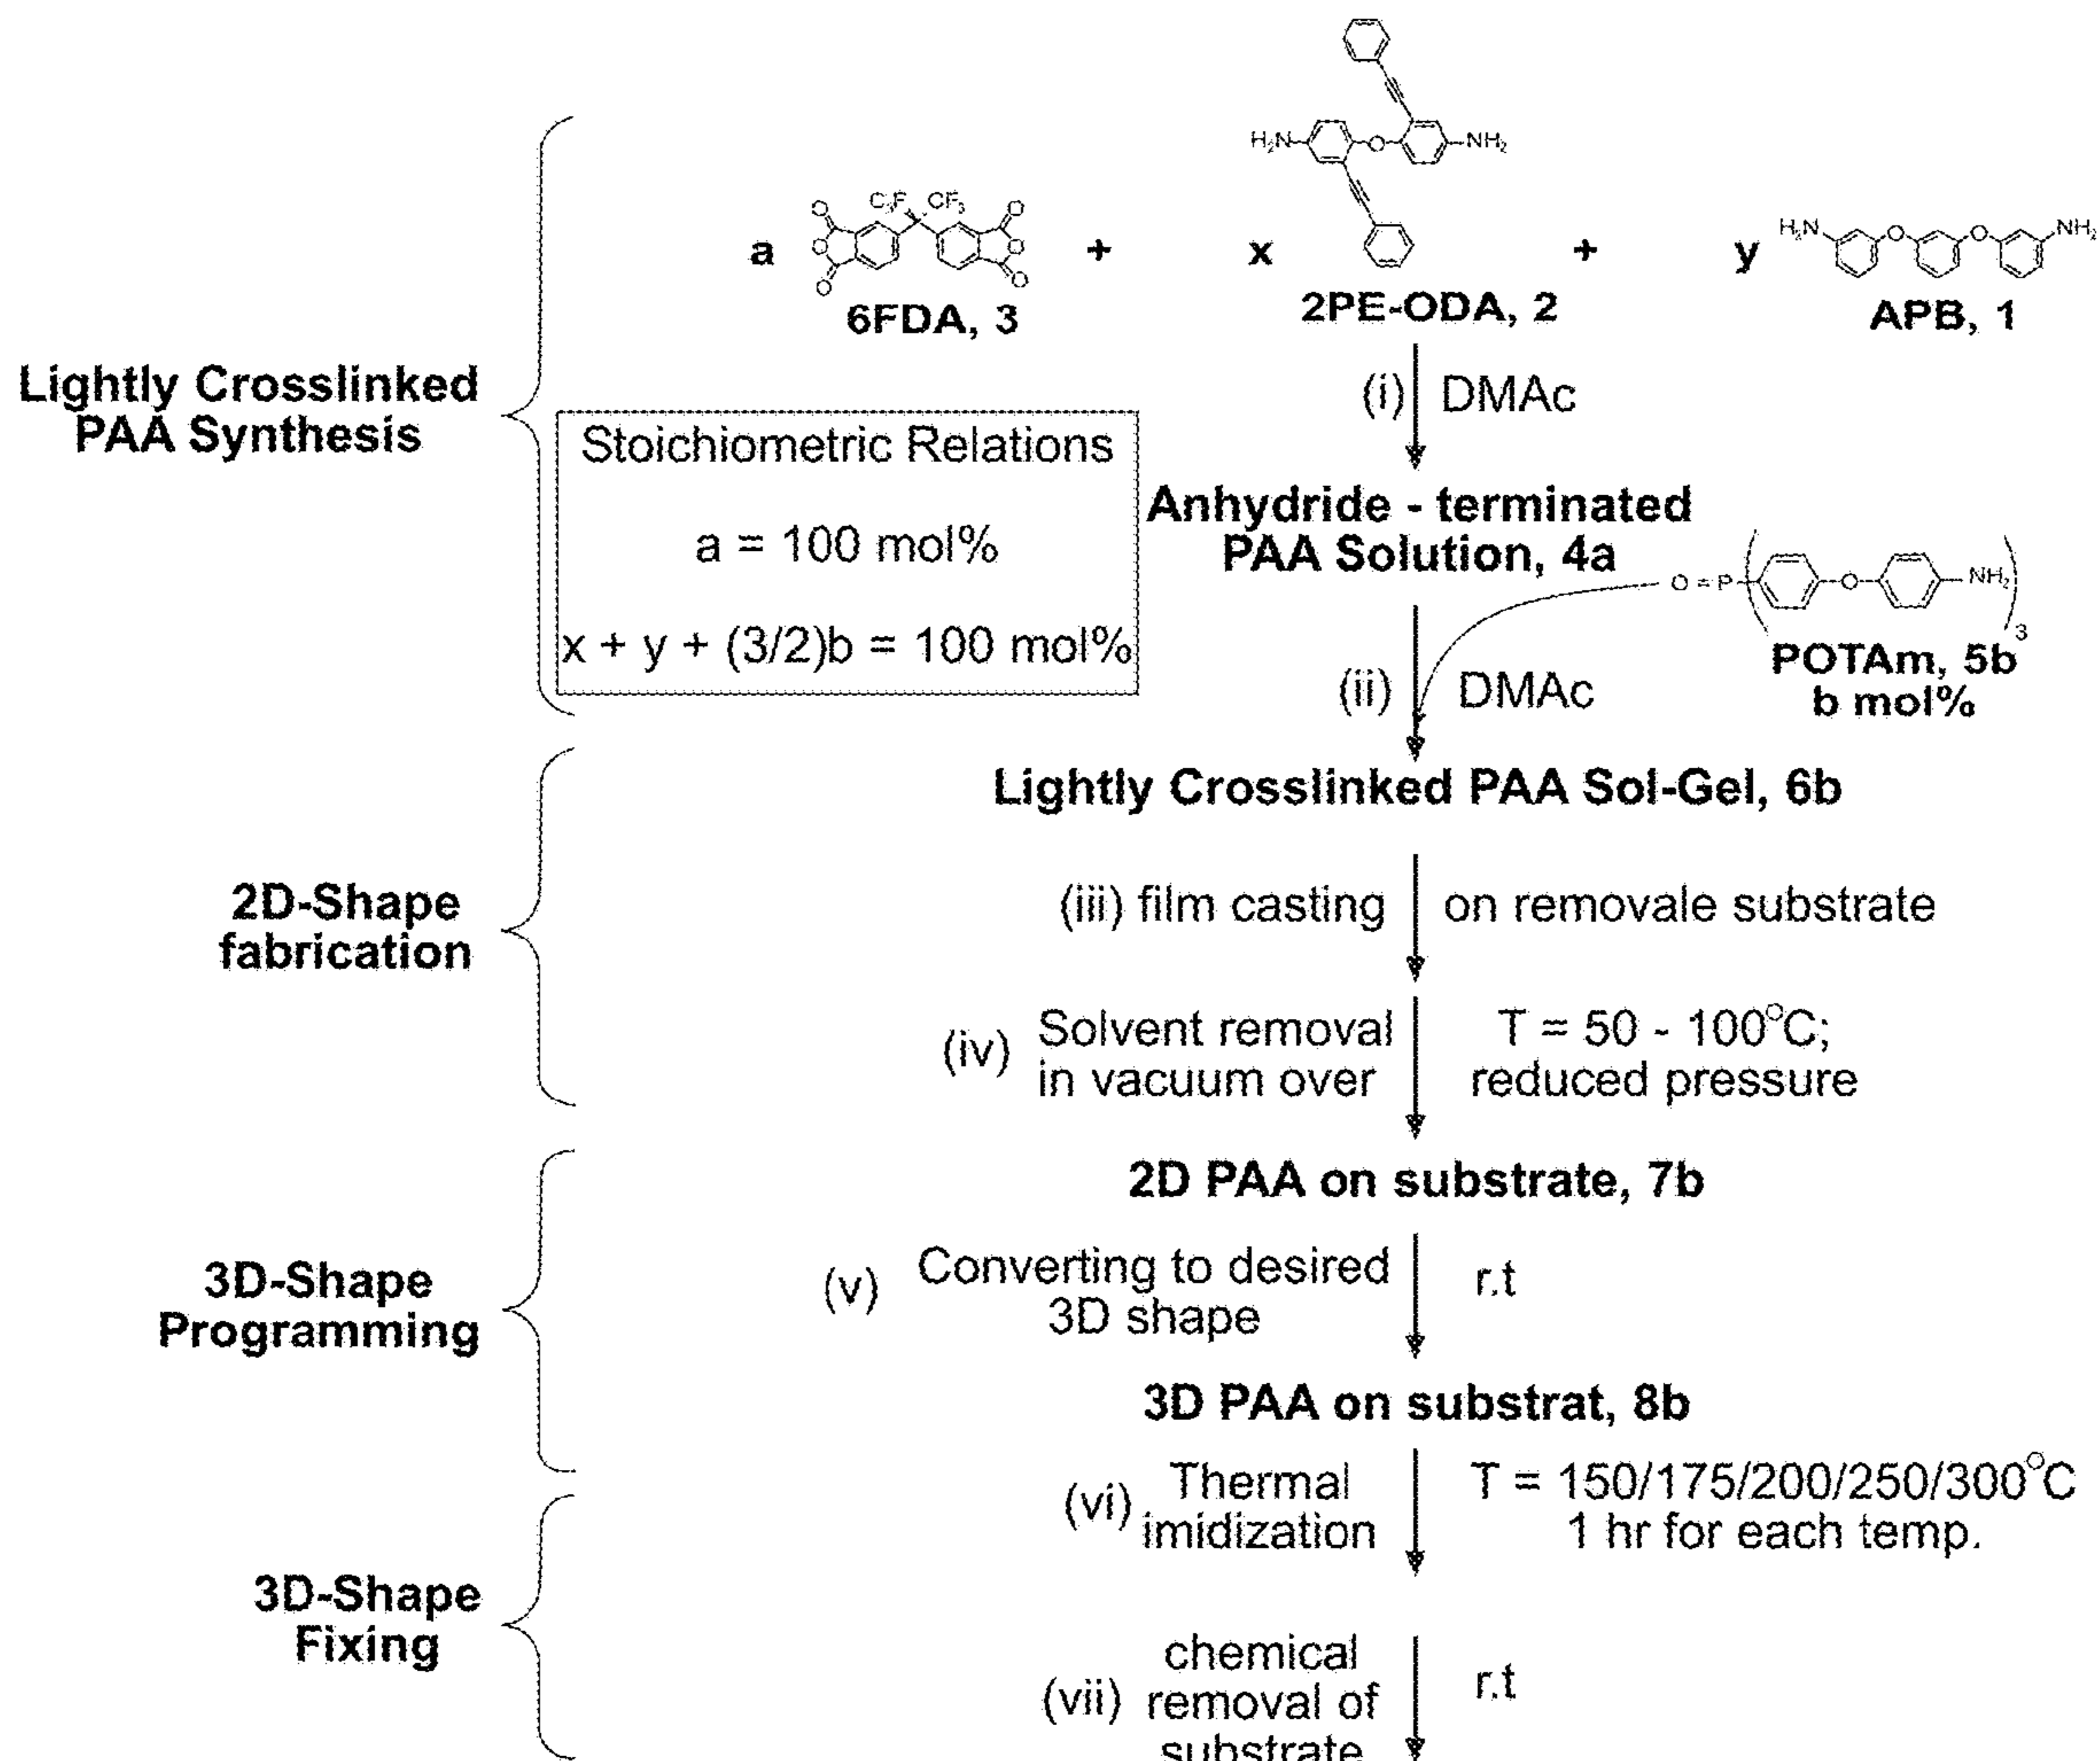 H₂N
O
NH₂
C₃F CF₃
O O
O O
O O
a
+
x
+
y
H₂N O O NH₂
6FDA, 3
2PE-ODA, 2
APB, 1
Lightly Crosslinked
PAA Synthesis
(i) DMAc
Stoichiometric Relations
a = 100 mol%
x + y + (3/2)b = 100 mol%
Anhydride - terminated
PAA Solution, 4a
O = P O NH₂
3
POTAm, 5b
b mol%
(ii) DMAc
Lightly Crosslinked PAA Sol-Gel, 6b
2D-Shape
fabrication
(iii) film casting on removale substrate
(iv) Solvent removal
in vacuum over
T = 50 - 100°C;
reduced pressure
2D PAA on substrate, 7b
3D-Shape
Programming
(v) Converting to desired
3D shape
r.t
3D PAA on substrat, 8b
3D-Shape
Fixing
(vi) Thermal
imidization
T = 150/175/200/250/300°C
1 hr for each temp.
(vii) chemical
removal of
substrate
r.t